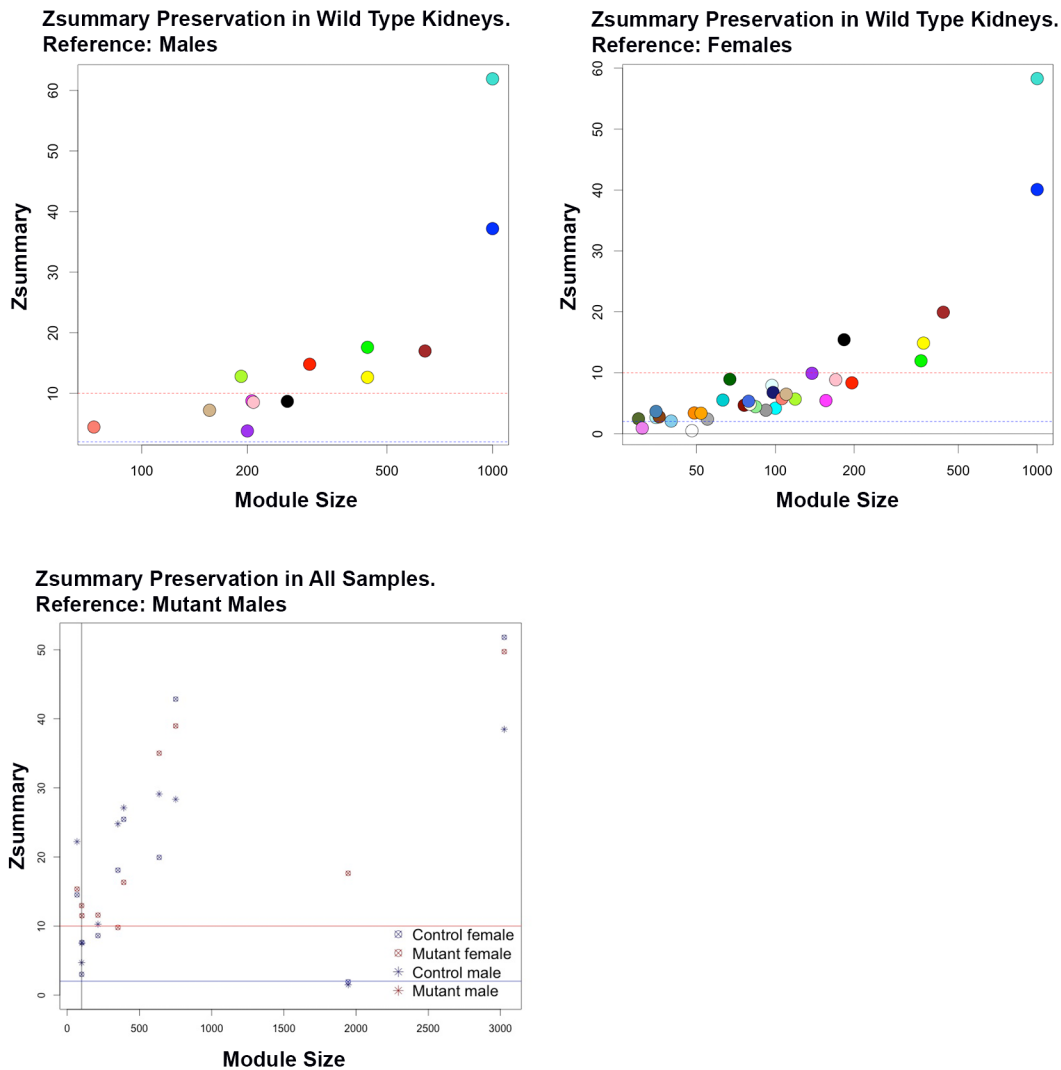 Zsummary Preservation in Wild Type Kidneys.
Reference: Males
Zsummary
60
50
40
30
20
10
100
200
500
1000
Module Size
Zsummary Preservation in Wild Type Kidneys.
Reference: Females
Zsummary
60
50
40
30
20
10
0
50
100
200
500
1000
Module Size
Zsummary Preservation in All Samples.
Reference: Mutant Males
Zsummary
50
40
30
20
10
0
Control female
Mutant female
Control male
Mutant male
0
500
1000
1500
2000
2500
3000
Module Size